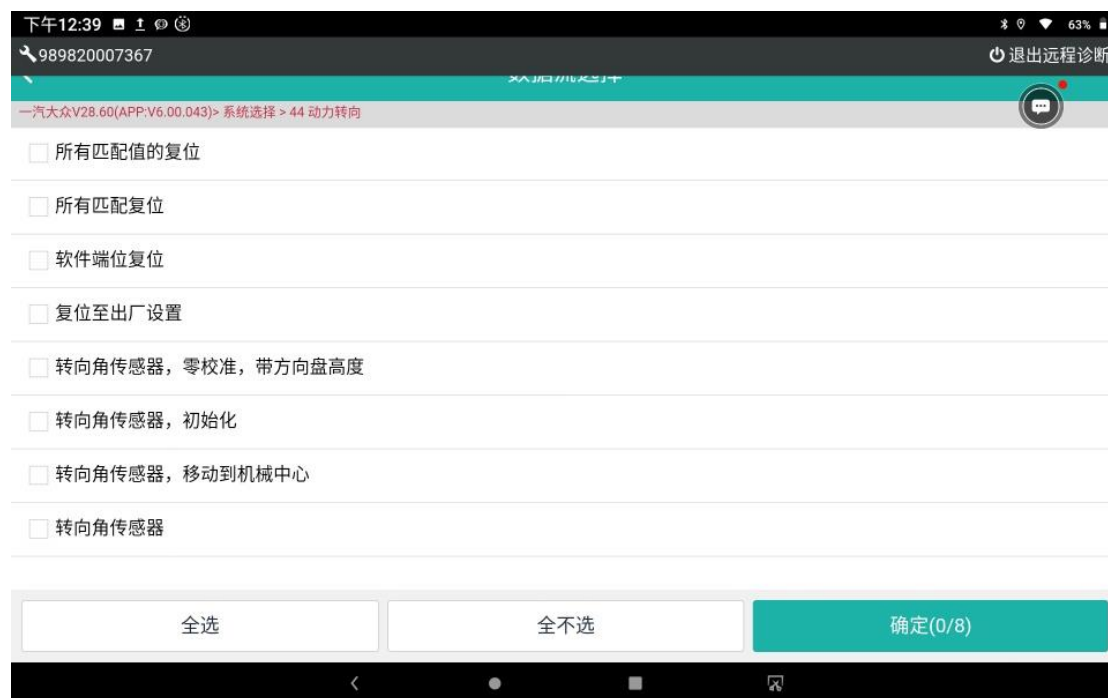 下午12:39
63%
989820007367
退出远程诊断
数据流选择
一汽大众V28.60(APP:V6.00.043)> 系统选择 > 44 动力转向
所有匹配值的复位
所有匹配复位
软件端位复位
复位至出厂设置
转向角传感器，零校准，带方向盘高度
转向角传感器，初始化
转向角传感器，移动到机械中心
转向角传感器
全选
全不选
确定(0/8)